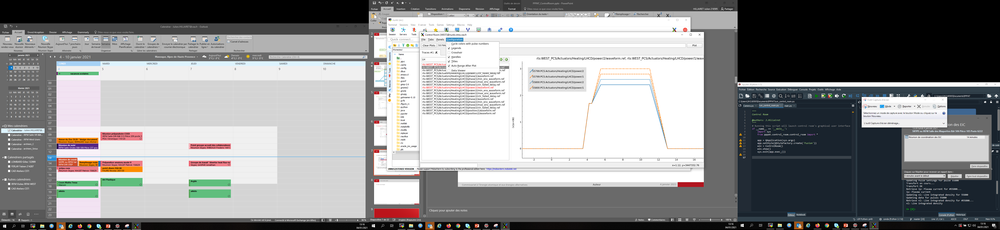 Calendrier - Julien.HILLAIRET@cea.fr - Outlook
Fichier Accueil Envoi/réception Dossier Affichage Grammarly Dites-nous ce que vous voulez faire.
Nouveau rendez-vous
Nouvelle réunion
Nouveaux éléments
Nouvelle Réunion Skype
Aujourd'hui
7 prochains jours
Jour
Semaine de travail
Semaine
Mois
Affichage Planification
Ouvrir le calendrier
Groupes de calendriers
Envoyer le calendrier par courrier électronique
Partager le calendrier
Publier en ligne
Autorisations du calendrier
Rechercher des contacts
Carnet d'adresses
Nouveau Réunion Skype Atteindre Organiser Gérer les calendriers Partager Rechercher
janvier 2021
LU MA ME JE VE SA DI
28 29 30 31 1 2 3
4 5 6 7 8 9 10
11 12 13 14 15 16 17
18 19 20 21 22 23 24
25 26 27 28 29 30 31
février 2021
LU MA ME JE VE SA DI
1 2 3 4 5 6 7
8 9 10 11 12 13 14
15 16 17 18 19 20 21
22 23 24 25 26 27 28
Mes calendriers
Calendrier - Julien.HILLAIRET@...
Calendrier - IRFM Salle VR Bât...
Calendrier - IRFM West Users
Calendrier - archives_C
Calendrier - archives_Sirius
Calendriers partagés
LOMBARD Gilles 132909
FERLAY Fabien 214287
CAD Ateliers CSTI
Autres calendriers
IRFM Visites IRFM-WEST
CAD Ateliers CSTI
4 - 10 janvier 2021
Manosque, Alpes-de-Haute-Provence
Aujourd'hui 3°C / -3°C
Demain 4°C / -3°C
mercredi 5°C / -5°C
Rechercher Calendrier (Ctrl+E)
LUNDI MARDI MERCREDI JEUDI VENDREDI SAMEDI DIMANCHE
4 5 6 7 8 9 10
vacances scolaires
00
01
02
03
04
05
06
07
08
09
10
11
12
13
14
15
16
17
18
19
20
21
22
23
Réunion préparatoire COEX
IRFM Salle DIR Bât 513 Pièce 209 poste 3
POLI Veronique 116120
Revue du Doc DLB1 "design document"
Réunion Skype; BERNARD Jean-Michel
Réunion de suivi
IRFM Salle Ondes Bât 508 Pièce 237 pos
Point groupe accueil des collaborateurs
Réunion Skype; IMBEAUX Frederic 1441
Réunion de coord
SKYPE ou IRFM Sal
IRFM DIR STEP
Remplissage code
Réunion Skype; BE
Préparation sessions mode H
Réunion Skype; MAGET Patrick 156629
Groupe de travail "divertor heat flux
Skype; GASPAR Jonathan
prépa coex
Réunion Skype; MAGET Patrick 156629
point divers SSA 84
FAURE Nicolas 265130
Cours Maths Tessa
Maison
Art Plastique
Argile
aikido
aikido
Éléments : 16 Rappels : 1
Ce dossier est à jour. Connecté à Microsoft Exchange (en-têtes) 90 %
13:16
04/01/2021
Outils de dessin
PPPAT_ControlRoom.pptx - PowerPoint
Fichier Accueil Insertion Création Transitions Animations Diaporama Révision Affichage Format Dites-nous ce que vous voulez faire. HILLAIRET Julien 218595 Partager
Coller
Couper
Disposition
Calibri 18
Orientation du texte
Remplissage
Rechercher
3
4
5
6
7
8
9
nunki (eic)
Terminal Sessions View X server Tools Games Settings Macros Help
Session Servers Tools
Quick connect...
/home/eic/
Name
..
.abrt
.cache
.config
.dbus
.emacs.d
.felix
.gconf
.gimp-2.6
.gnome2
.gnote
.gnupg
.gstreamer-0.10
.gvfs
.ifigure_rc
.ipython
.java
.jupyter
.kde
.local
.matlab
.matplotlib
.mozilla
.mplayer
.nautilus
.nedit
.nx
.oracle_jre_usage
.pki
Sessions
Tools
Macros
Sftp
UNREGISTERED VERSION - Please support MobaXterm by subscribing to the professional edition here: https://mobaxterm.mobatek.net
Control Room [WEST]@nunki.intra.cea.fr
File Tabs Panels Configuration
Clear Plots 55799 Plot
Cycle colors with pulse numbers
Legends
Crosshair
Handles
Titles
Auto Range After Plot
Data Viewer
Traces #1
LH
rts:WEST_PCS/Actuators/Heating/LHCD/power/1/ctr_failed_delay.ref
rts:WEST_PCS/Actuators/Heating/LHCD/phase/1/waveform.ref
rts:WEST_PCS/Actuators/Heating/LHCD/phase/1/min_env_waveform.ref
rts:WEST_PCS/Actuators/Heating/LHCD/phase/1/max_env_waveform.ref
rts:WEST_PCS/Actuators/Heating/LHCD/phase/1/ctr_failed_delay.ref
rts:WEST_PCS/Actuators/Heating/LHCD/power/2/waveform.ref
rts:WEST_PCS/Actuators/Heating/LHCD/power/2/min_env_waveform.ref
rts:WEST_PCS/Actuators/Heating/LHCD/power/2/max_env_waveform.ref
rts:WEST_PCS/Actuators/Heating/LHCD/power/2/ctr_failed_delay.ref
rts:WEST_PCS/Actuators/Heating/LHCD/phase/2/waveform.ref
rts:WEST_PCS/Actuators/Heating/LHCD/phase/2/min_env_waveform.ref
rts:WEST_PCS/Actuators/Heating/LHCD/phase/2/max_env_waveform.ref
rts:WEST_PCS/Actuators/Heating/LHCD/phase/2/ctr_failed_delay.ref
rts:WEST_PCS/Actuators/Heating/LHCD/position/1/waveform.ref
rts:WEST_PCS/Actuators/Heating/LHCD/position/2/waveform.ref
rts:WEST_PCS/Actuators/Heating/LHCD/power/2/waveform.ref, rts:WEST_PCS/Actuators/Heating/LHCD/power/1/wave
55799:PCS:Actuators/Heating/LHCD/power/2
55799:PCS:Actuators/Heating/LHCD/power/1
55800:PCS:Actuators/Heating/LHCD/power/2
55800:PCS:Actuators/Heating/LHCD/power/1
(x1e+06)
3
2
1
0
-2 0 2 4 6 8 10 12 14 16
x=1.12, y=3447332.76
Commissariat à l'énergie atomique et aux énergies alternatives Auteur 4 janvier 2021
Cliquez pour ajouter des notes
Diapositive 7 de 22 Anglais (Royaume-Uni) Notes Commentaires 100 %
13:16
04/01/2021
Spyder (Python 3.7)
Fichier Édition Recherche Source Exécution Déboguer Console Projets Outils Affichage Aide
C:\Users\JH218595\Documents\PPPAT
C:\Users\JH218595\Documents\PPPAT\run_control_room.py
Camera.py run_control_room.py main.py
1 """
2 Control Room
3
4 @authors: J.Hillairet
5 """
6 # Running this script will launch control room's graphical user interface
7 if __name__ == '__main__':
8 import sys
9 from pppat.control_room.control_room import *
10
11 app = QApplication(sys.argv)
12 app.setStyle(QStyleFactory.create('Fusion'))
13 win = ControlRoom()
14 win.show()
15 sys.exit(app.exec_())
16
17
Outil Capture d'écran
Nouveau Mode Reporter Annuler Options
Sélectionnez un mode de capture avec le bouton Mode ou cliquez sur le bouton Nouveau.
L'outil Capture d'écran déménage...
ion des EiC
13:30 lundi 4 janvier 2021
SKYPE ou IRFM Salle des Maquettes Bât 506 Pièce 105 Poste 6222
Réunion de coordination des EiC 14 minutes
Faire disparaître
Cliquez sur Répéter pour recevoir un rappel dans :
5 minutes avant le début Répéter Faire tout disparaître
Updating Pulse Settings for pulse 55800
Transfert en cours...
Transfert OK
Retrieve Ip: Plasma current for #55800...
Ip: Plasma current
Updating nl: Line integrated density for 55800
Updating data for pulses 55800
Retrieve nl: Line integrated density for #55800...
nl: Line integrated density
In [2]:
Éditeur Notebook
Console IPython Historique
LSP Python: prêt conda (Python 3.7.8) master [25] Line 17, Col 1 ASCII CRLF RW Mem 91%
13:16
04/01/2021